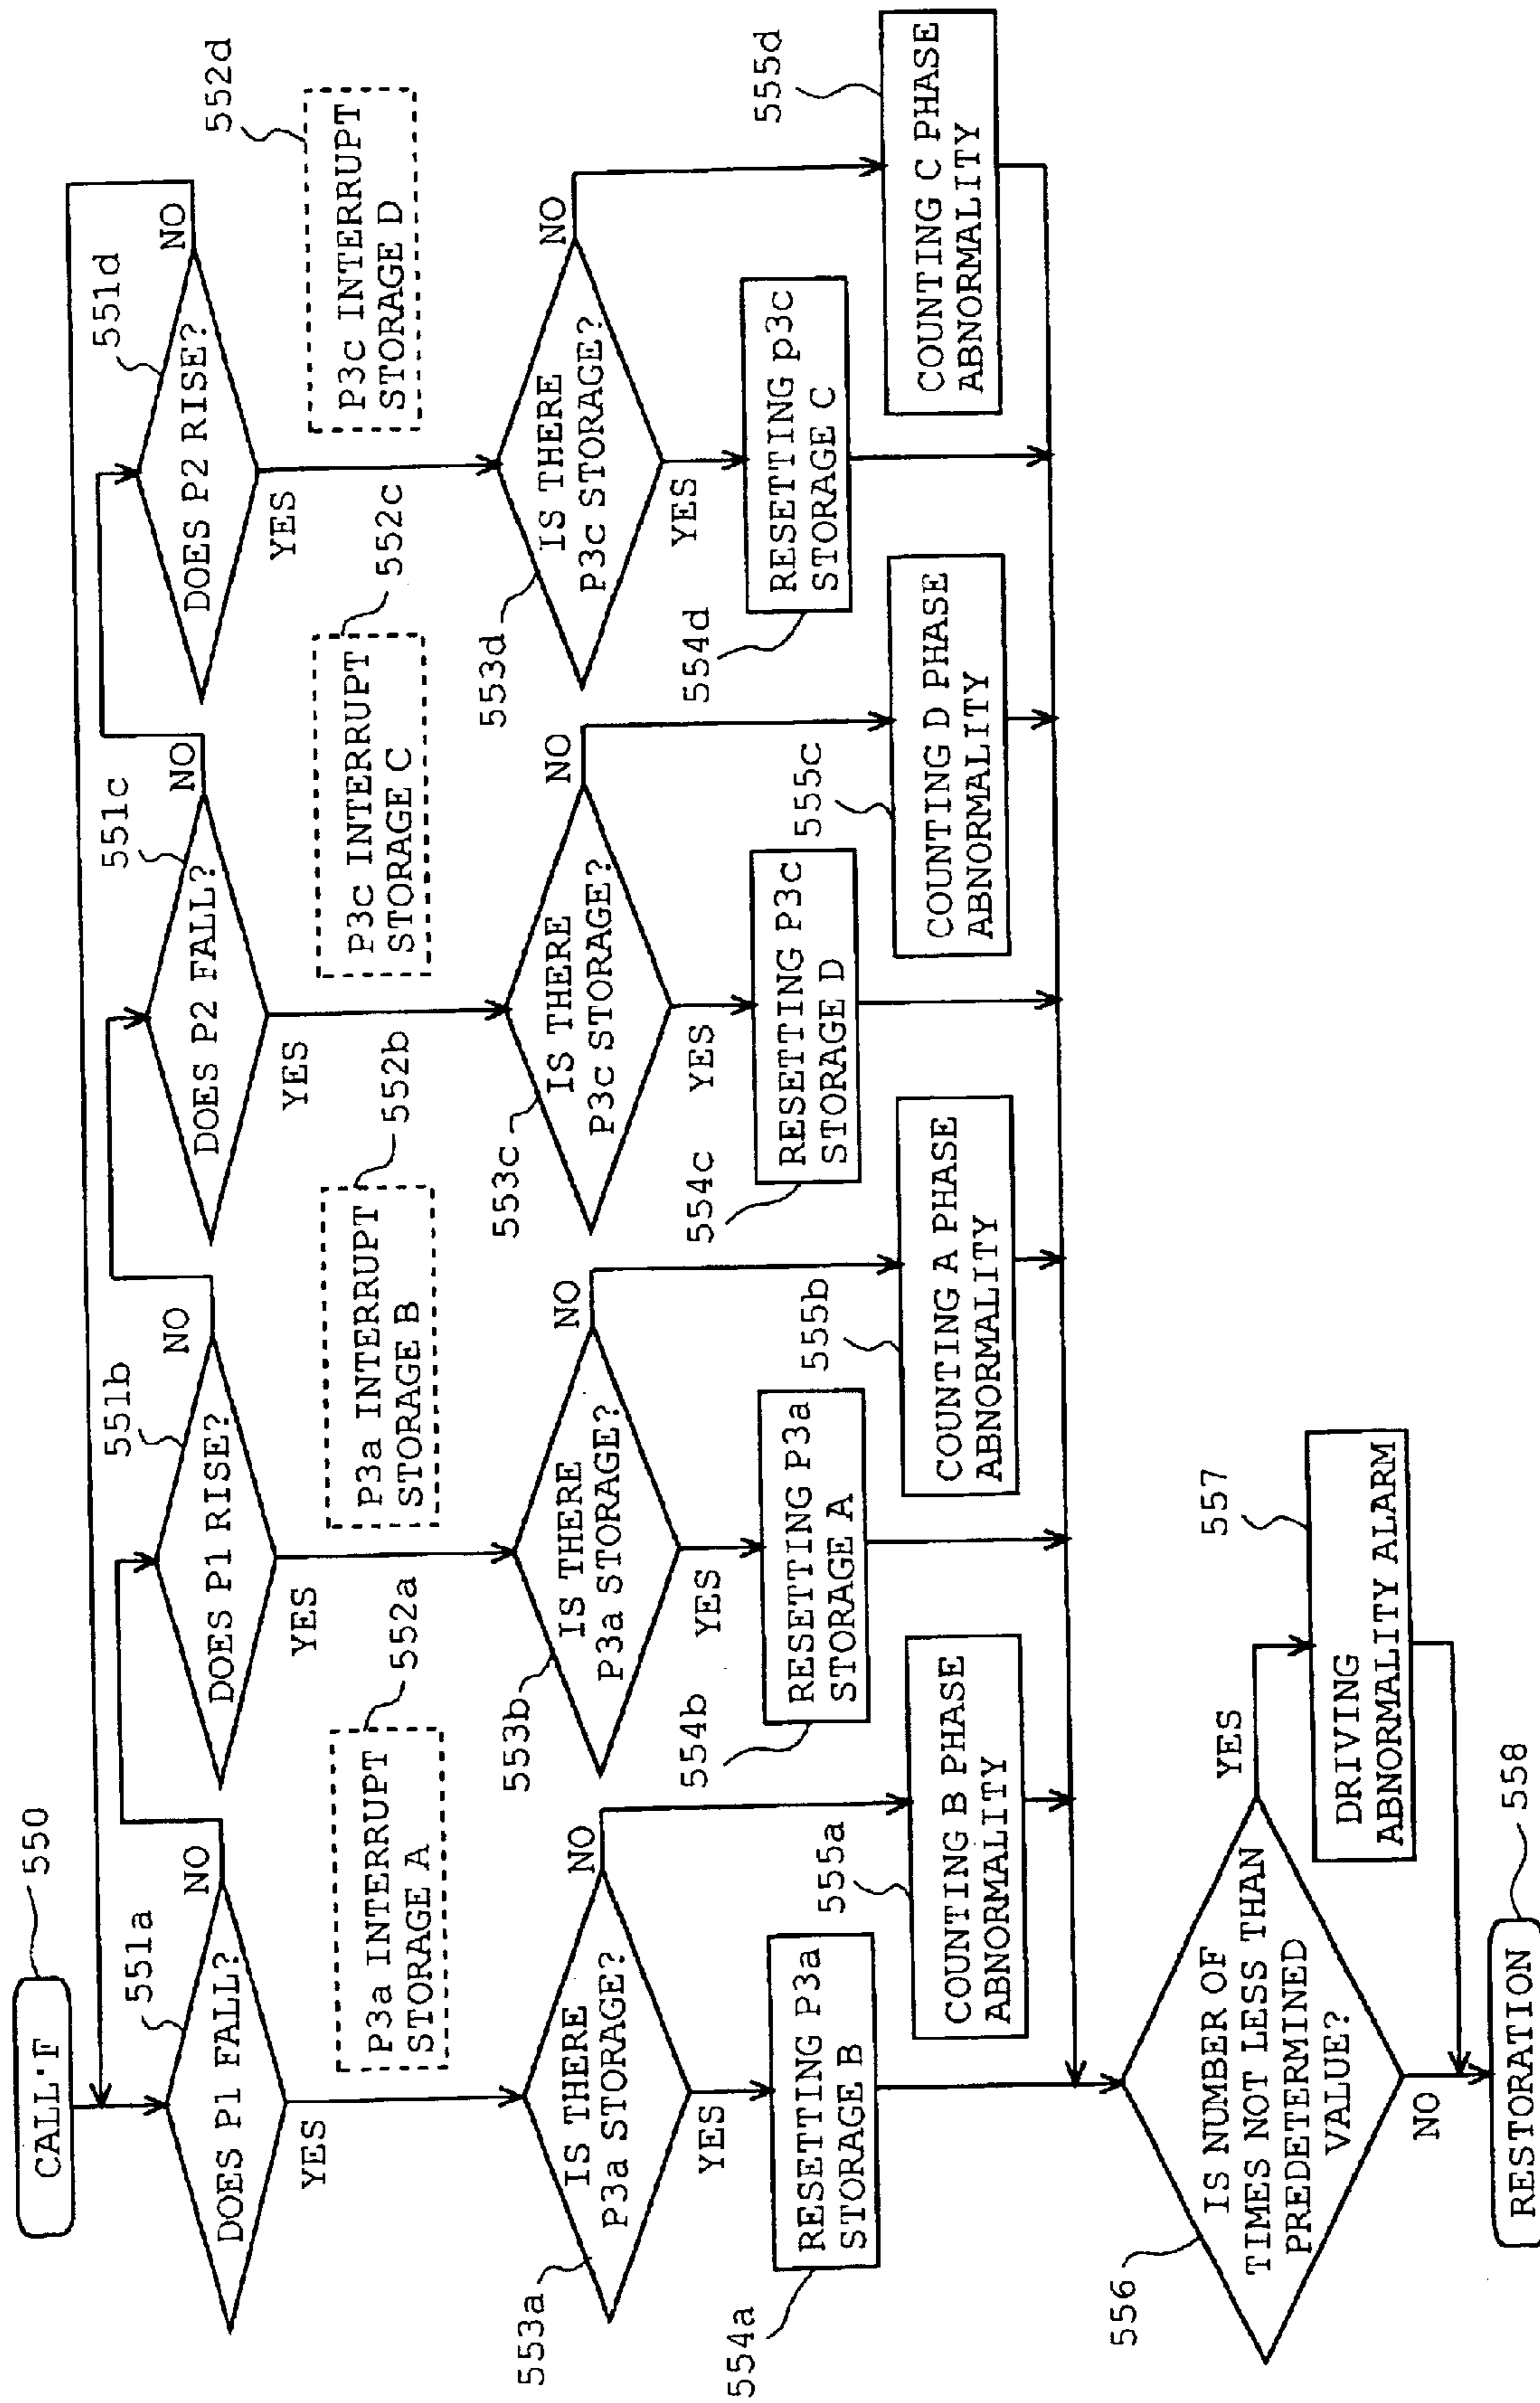 CALL'F
550
DOES P1 FALL?
551a
NO
YES
DOES P1 RISE?
551b
NO
YES
DOES P2 FALL?
551c
NO
YES
DOES P2 RISE?
551d
NO
YES
P3a INTERRUPT
STORAGE A
552a
P3a INTERRUPT
STORAGE B
552b
P3c INTERRUPT
STORAGE C
552c
P3c INTERRUPT
STORAGE D
552d
553a
IS THERE
P3a STORAGE?
NO
YES
553b
IS THERE
P3a STORAGE?
NO
YES
553c
IS THERE
P3c STORAGE?
NO
YES
553d
IS THERE
P3c STORAGE?
NO
YES
554a
RESETTING P3a
STORAGE B
554b
RESETTING P3a
STORAGE A
554c
RESETTING P3c
STORAGE D
554d
RESETTING p3c
STORAGE C
555a
COUNTING B PHASE
ABNORMALITY
555b
COUNTING A PHASE
ABNORMALITY
555c
COUNTING D PHASE
ABNORMALITY
555d
COUNTING C PHASE
ABNORMALITY
556
IS NUMBER OF
TIMES NOT LESS THAN
PREDETERMINED
VALUE?
YES
NO
557
DRIVING
ABNORMALITY ALARM
RESTORATION
558